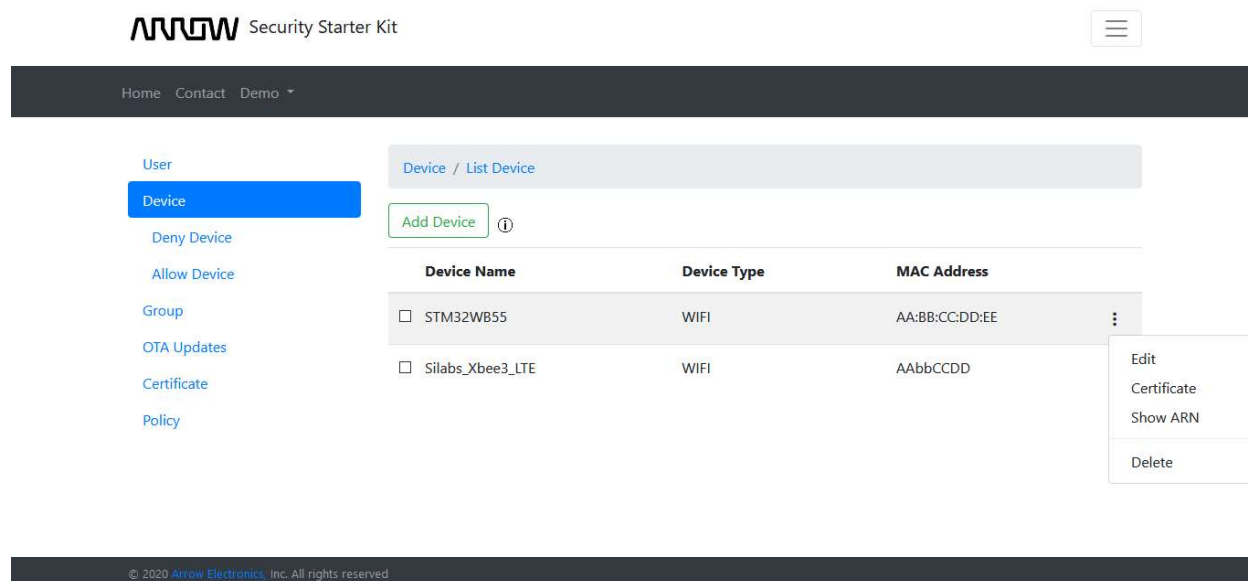 ARROW Security Starter Kit
Home Contact Demo
User
Device
Deny Device
Allow Device
Group
OTA Updates
Certificate
Policy
Device / List Device
Add Device
Device Name Device Type MAC Address
STM32WB55 WIFI AA:BB:CC:DD:EE
Silabs_Xbee3_LTE WIFI AAbbCCDD
Edit
Certificate
Show ARN
Delete
© 2020 Arrow Electronics, Inc. All rights reserved